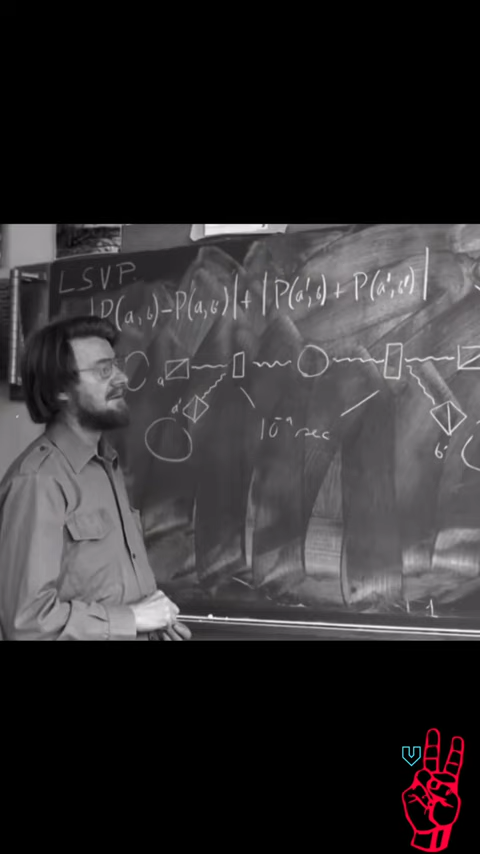 LSVP
|P(a,b)-P(a,b')|+|P(a',b)+P(a',b')|
a
a'
10⁻⁹ sec
b'